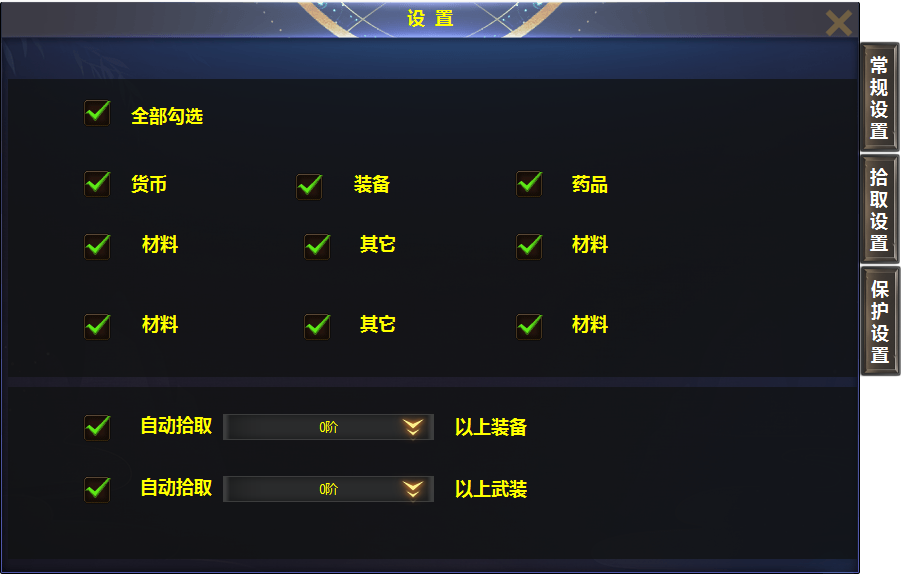 设 置
全部勾选
货币 装备 药品
材料 其它 材料
材料 其它 材料
自动拾取 0阶 以上装备
自动拾取 0阶 以上武装
常规设置
拾取设置
保护设置